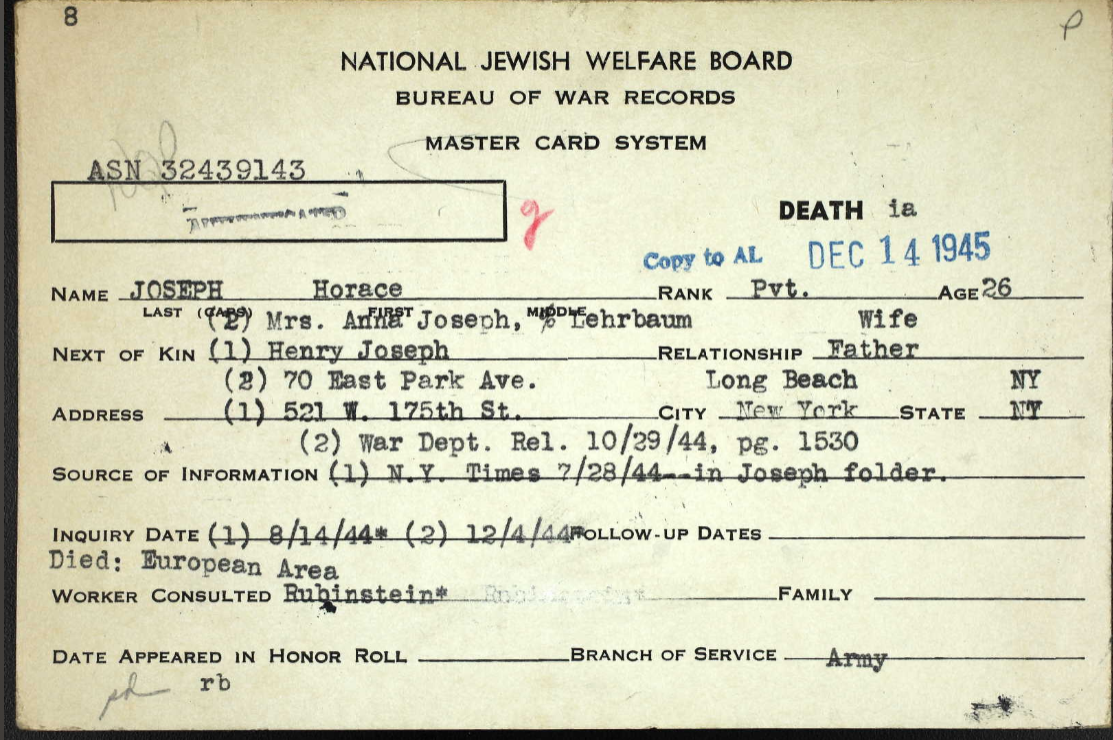 8
P
NATIONAL JEWISH WELFARE BOARD
BUREAU OF WAR RECORDS
MASTER CARD SYSTEM
ASN 32439143
DEATH ia
Copy to AL DEC 14 1945
NAME JOSEPH Horace RANK Pvt. AGE 26
LAST (CAPS) FIRST MIDDLE
(2) Mrs. Anna Joseph, % Lehrbaum Wife
NEXT OF KIN (1) Henry Joseph RELATIONSHIP Father
(2) 70 East Park Ave. Long Beach NY
ADDRESS (1) 521 W. 175th St. CITY New York STATE NY
(2) War Dept. Rel. 10/29/44, pg. 1530
SOURCE OF INFORMATION (1) N.Y. Times 7/28/44--in Joseph folder.
INQUIRY DATE (1) 8/14/44* (2) 12/4/44* FOLLOW-UP DATES
Died: European Area
WORKER CONSULTED Rubinstein* FAMILY
DATE APPEARED IN HONOR ROLL BRANCH OF SERVICE Army
rb